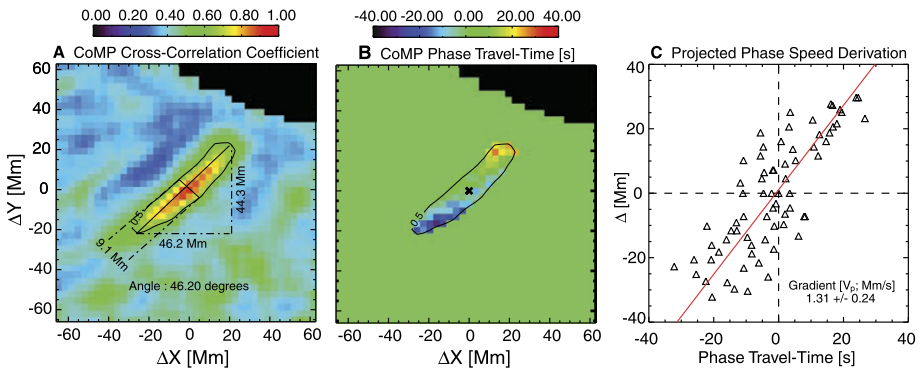 0.00 0.20 0.40 0.60 0.80 1.00
-40.00 -20.00 0.00 20.00 40.00
A CoMP Cross-Correlation Coefficient
B CoMP Phase Travel-Time [s]
C Projected Phase Speed Derivation
60
40
20
0
-20
-40
-60
ΔY [Mm]
0.5
44.3 Mm
46.2 Mm
9.1 Mm
Angle : 46.20 degrees
-60 -40 -20 0 20 40 60
ΔX [Mm]
0.5
-60 -40 -20 0 20 40 60
ΔX [Mm]
40
20
0
-20
-40
Δ [Mm]
Gradient [Vp; Mm/s]
1.31 +/- 0.24
-40 -20 0 20 40
Phase Travel-Time [s]